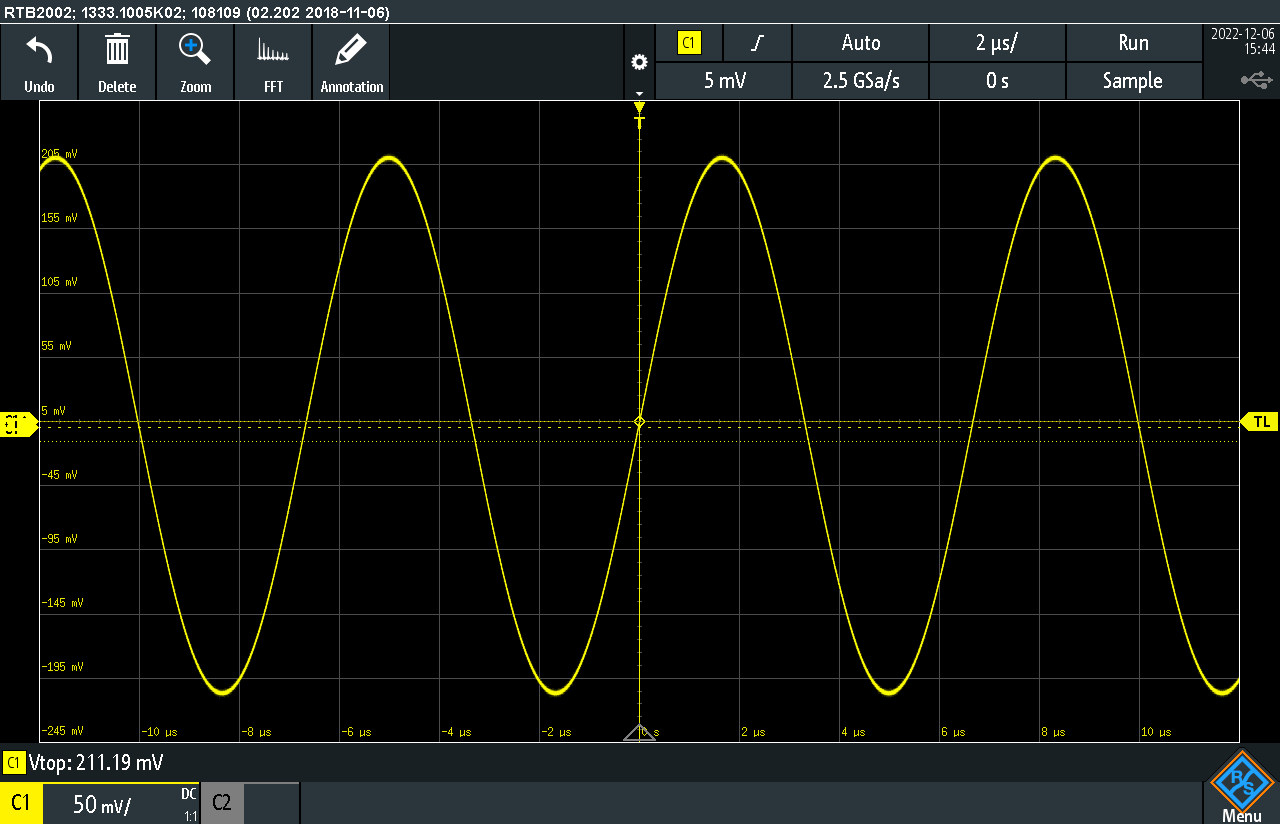 RTB2002; 1333.1005K02; 108109 (02.202 2018-11-06)
Undo Delete Zoom FFT Annotation
C1 Auto 2 µs/ Run
5 mV 2.5 GSa/s 0 s Sample
2022-12-06
15:44
T
205 mV
155 mV
105 mV
55 mV
5 mV
C1 TL
-45 mV
-95 mV
-145 mV
-195 mV
-245 mV -10 µs -8 µs -6 µs -4 µs -2 µs 0 s 2 µs 4 µs 6 µs 8 µs 10 µs
C1 Vtop: 211.19 mV
C1 50 mV/ DC 1:1 C2
R S
Menu